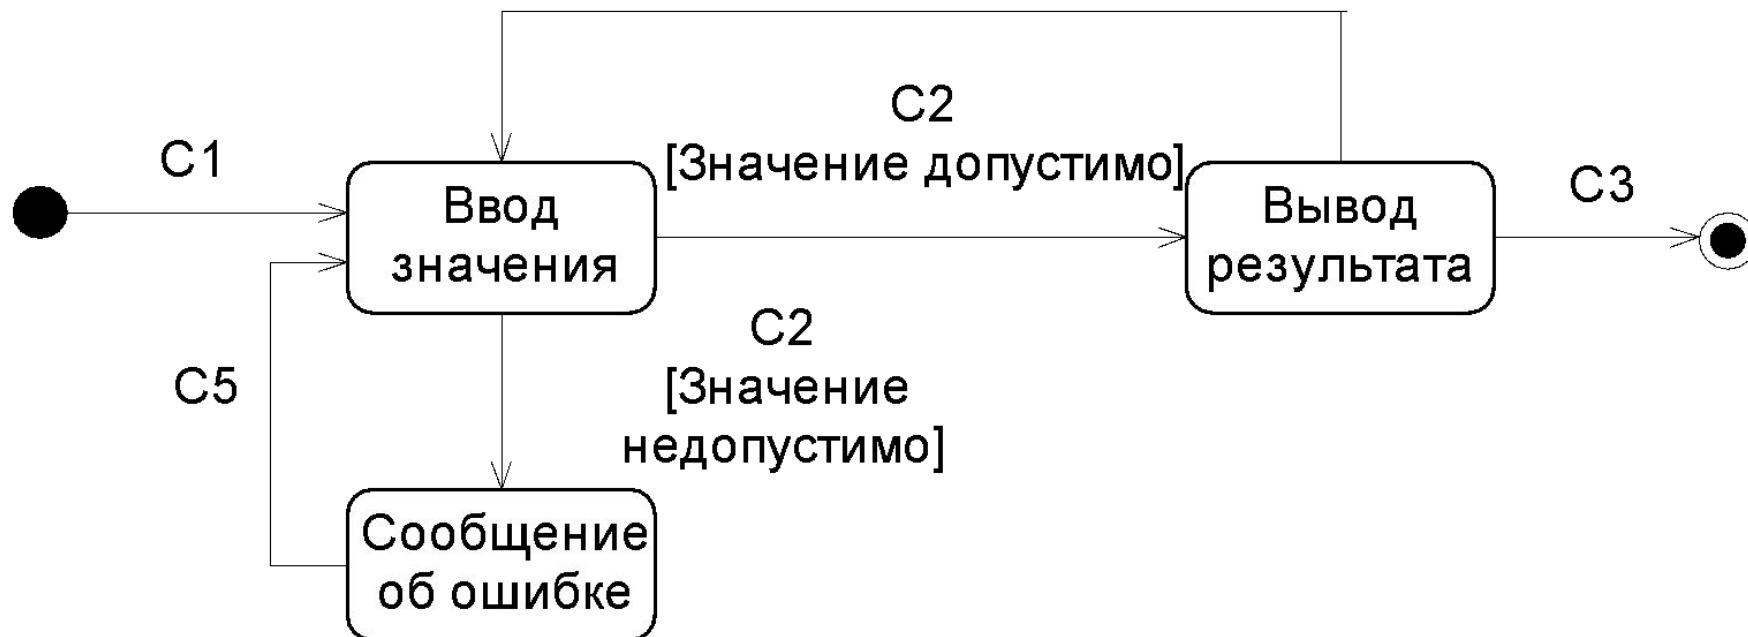 С2
[Значение допустимо]
С1
С3
Ввод
значения
Вывод
результата
С2
[Значение
недопустимо]
С5
Сообщение
об ошибке